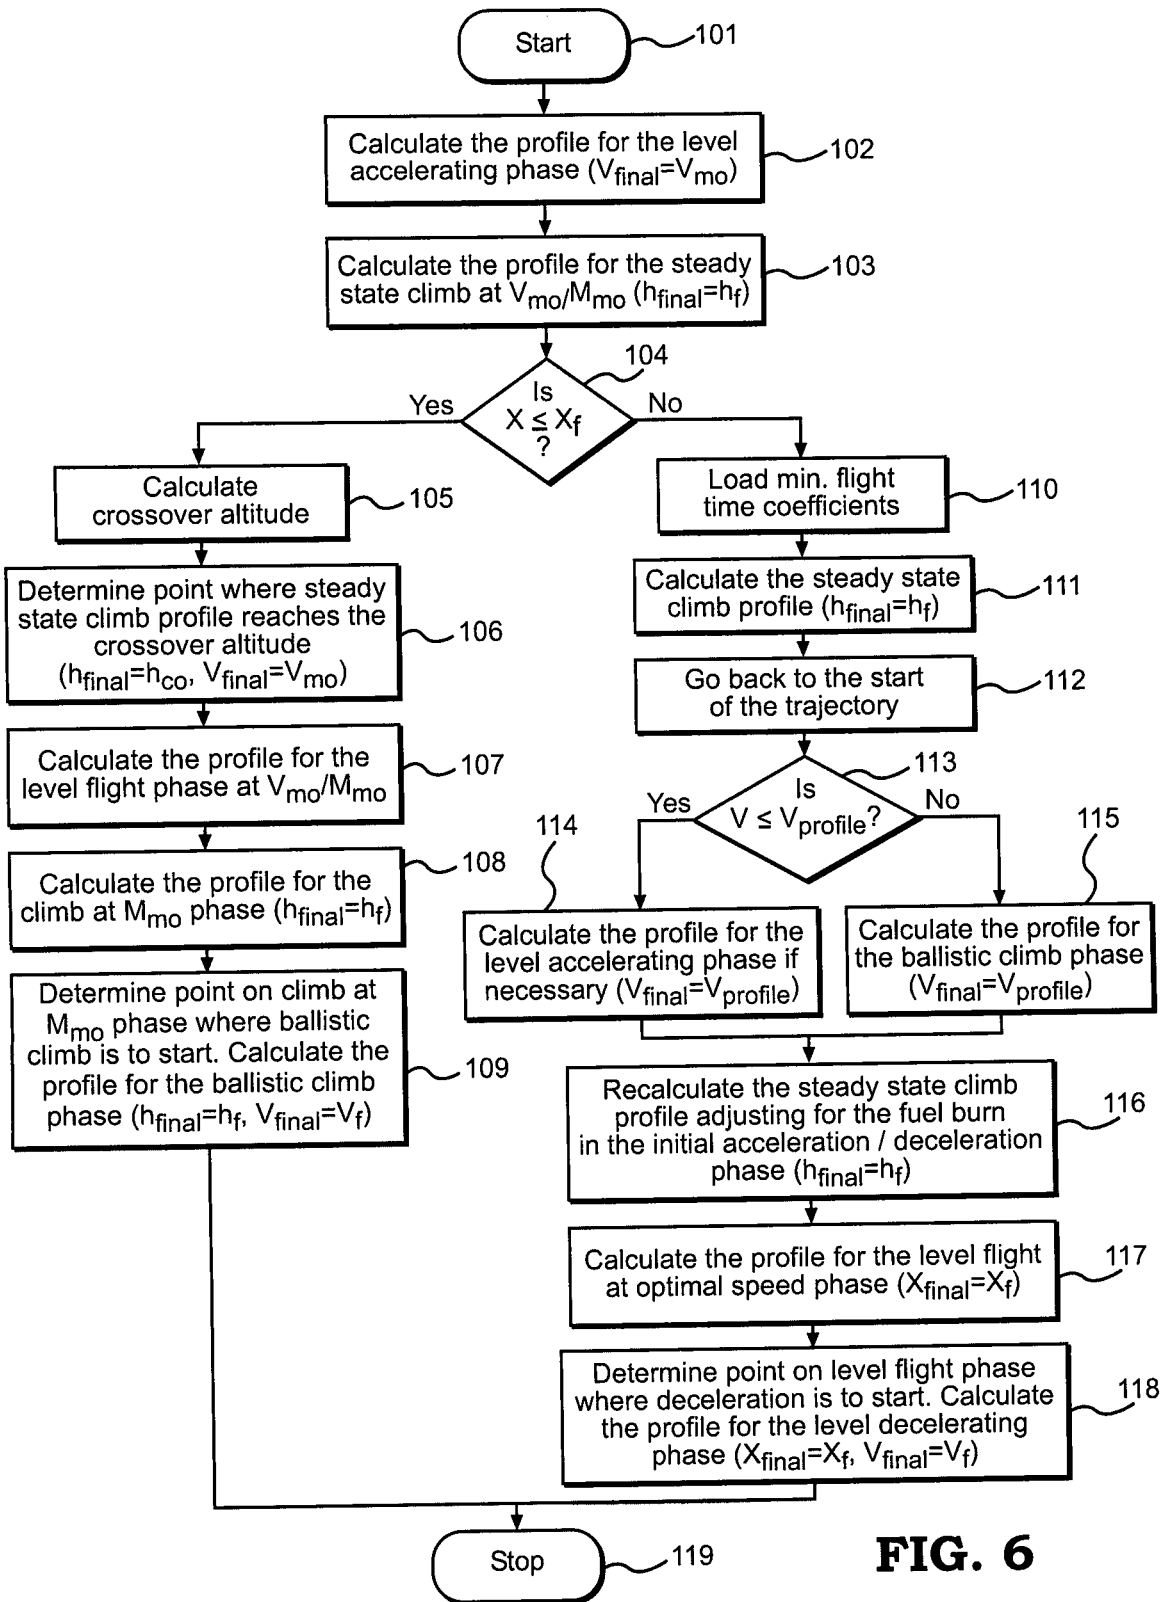 Start
101
Calculate the profile for the level
accelerating phase (Vfinal=Vmo)
102
Calculate the profile for the steady
state climb at Vmo/Mmo (hfinal=hf)
103
104
Is
X ≤ Xf
?
Yes
No
Calculate
crossover altitude
105
Determine point where steady
state climb profile reaches the
crossover altitude
(hfinal=hco, Vfinal=Vmo)
106
Calculate the profile for the
level flight phase at Vmo/Mmo
107
Calculate the profile for the
climb at Mmo phase (hfinal=hf)
108
Determine point on climb at
Mmo phase where ballistic
climb is to start. Calculate the
profile for the ballistic climb
phase (hfinal=hf, Vfinal=Vf)
109
Load min. flight
time coefficients
110
Calculate the steady state
climb profile (hfinal=hf)
111
Go back to the start
of the trajectory
112
113
Is
V ≤ Vprofile?
Yes
No
114
Calculate the profile for the
level accelerating phase if
necessary (Vfinal=Vprofile)
115
Calculate the profile for
the ballistic climb phase
(Vfinal=Vprofile)
Recalculate the steady state climb
profile adjusting for the fuel burn
in the initial acceleration / deceleration
phase (hfinal=hf)
116
Calculate the profile for the level flight
at optimal speed phase (Xfinal=Xf)
117
Determine point on level flight phase
where deceleration is to start. Calculate
the profile for the level decelerating
phase (Xfinal=Xf, Vfinal=Vf)
118
Stop
119
FIG. 6